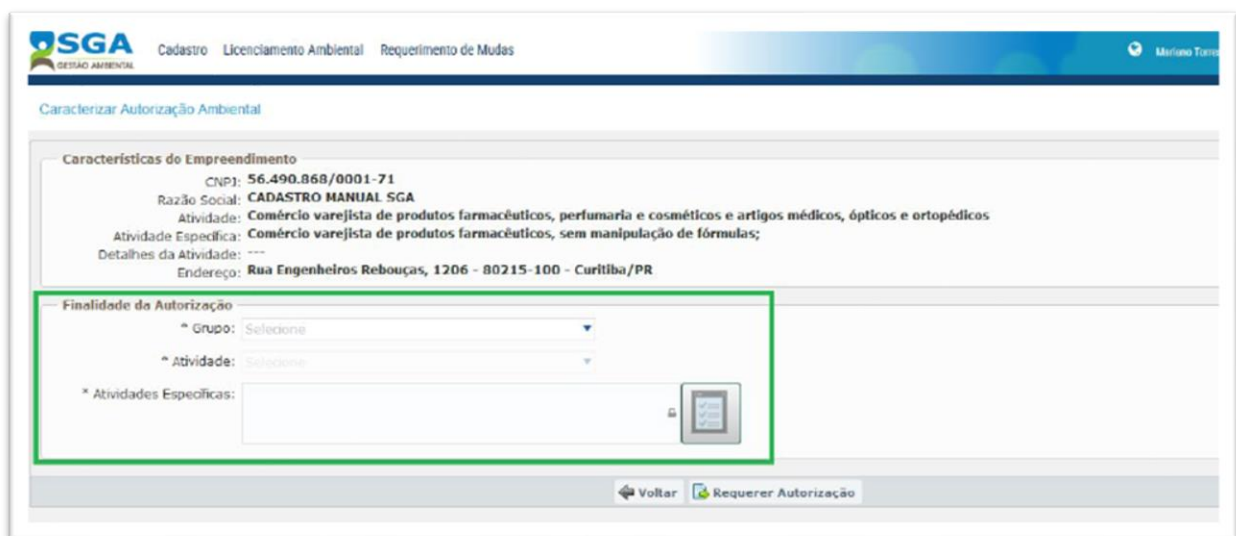 SGA
GESTÃO AMBIENTAL
Cadastro Licenciamento Ambiental Requerimento de Mudas
Mariano Torres
Caracterizar Autorização Ambiental
Características do Empreendimento
CNPJ: 56.490.868/0001-71
Razão Social: CADASTRO MANUAL SGA
Atividade: Comércio varejista de produtos farmacêuticos, perfumaria e cosméticos e artigos médicos, ópticos e ortopédicos
Atividade Específica: Comércio varejista de produtos farmacêuticos, sem manipulação de fórmulas;
Detalhes da Atividade: ---
Endereço: Rua Engenheiros Rebouças, 1206 - 80215-100 - Curitiba/PR
Finalidade da Autorização
* Grupo: Selecione
* Atividade: Selecione
* Atividades Específicas:
Voltar Requerer Autorização